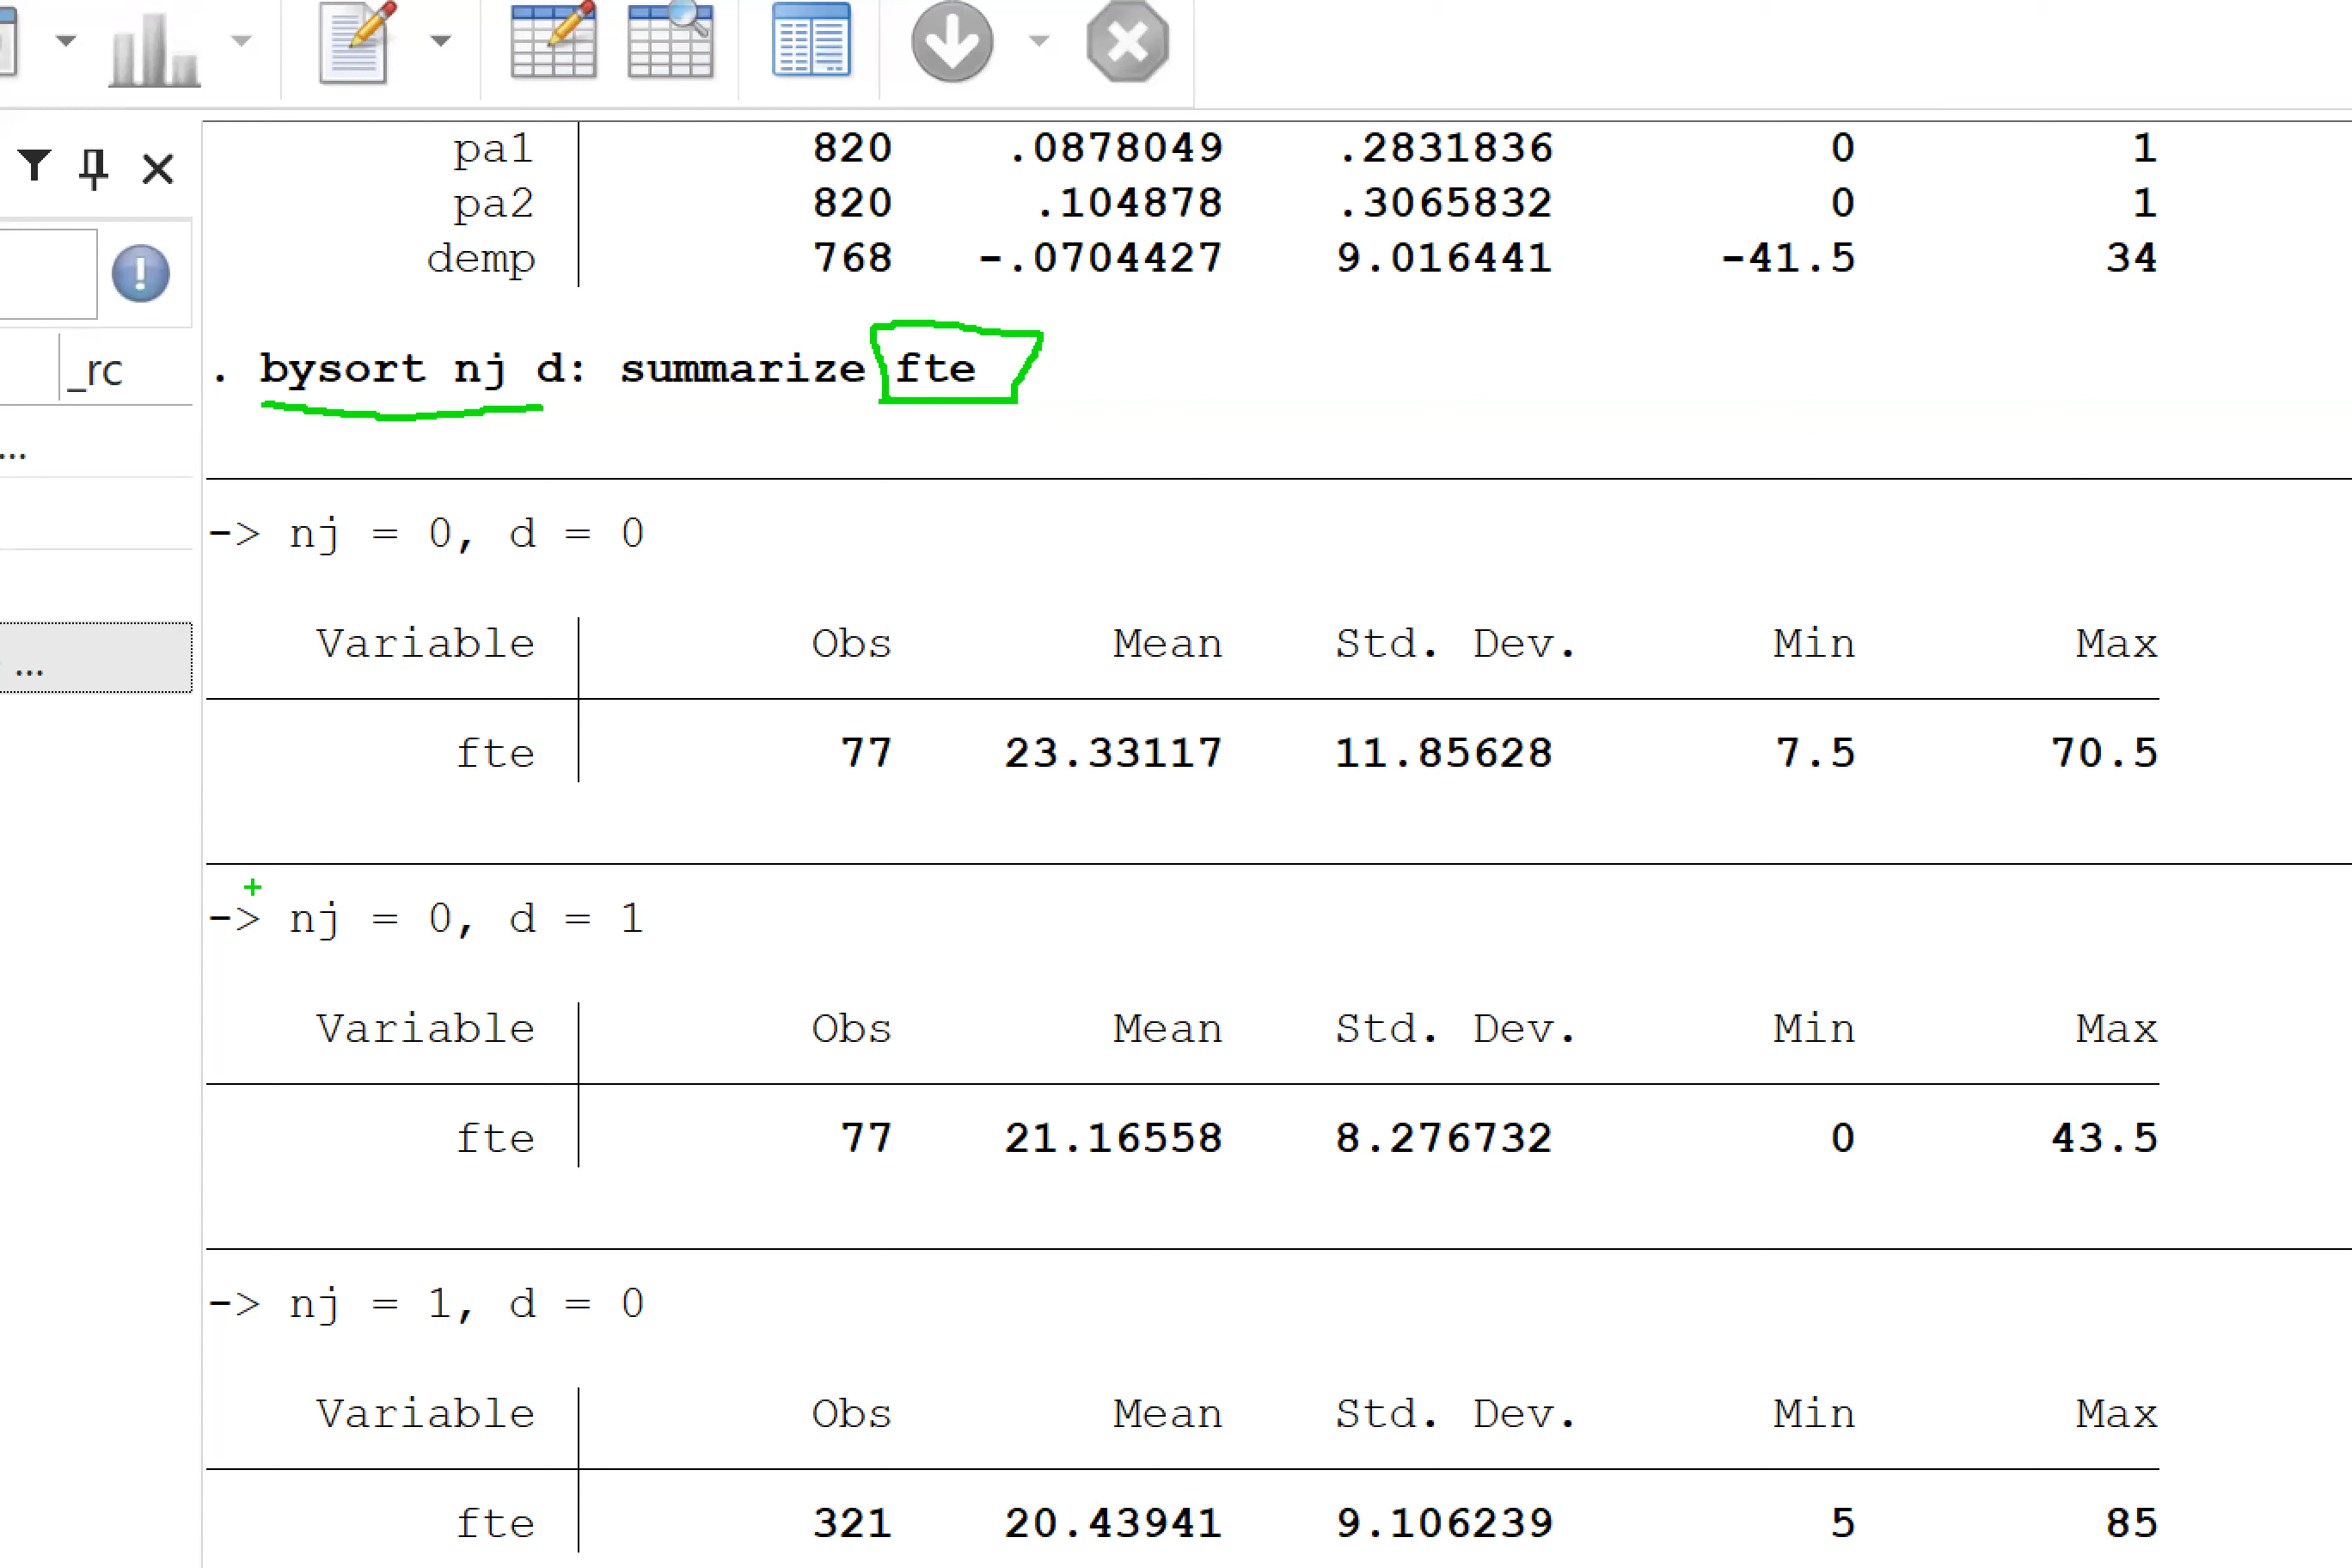 pa1 820 .0878049 .2831836 0 1
pa2 820 .104878 .3065832 0 1
demp 768 -.0704427 9.016441 -41.5 34
_rc
. bysort nj d: summarize fte
...
-> nj = 0, d = 0
...
Variable Obs Mean Std. Dev. Min Max
fte 77 23.33117 11.85628 7.5 70.5
-> nj = 0, d = 1
Variable Obs Mean Std. Dev. Min Max
fte 77 21.16558 8.276732 0 43.5
-> nj = 1, d = 0
Variable Obs Mean Std. Dev. Min Max
fte 321 20.43941 9.106239 5 85